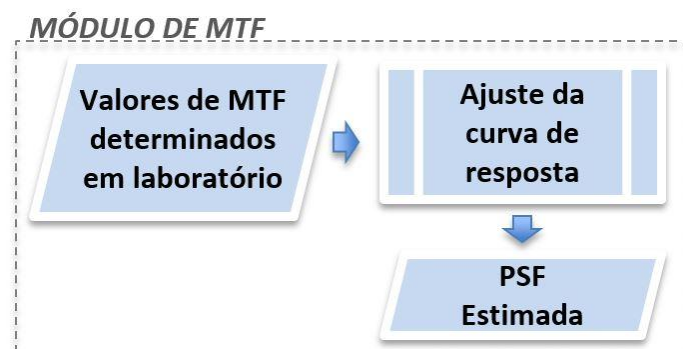 MÓDULO DE MTF
Valores de MTF
determinados
em laboratório
Ajuste da
curva de
resposta
PSF
Estimada